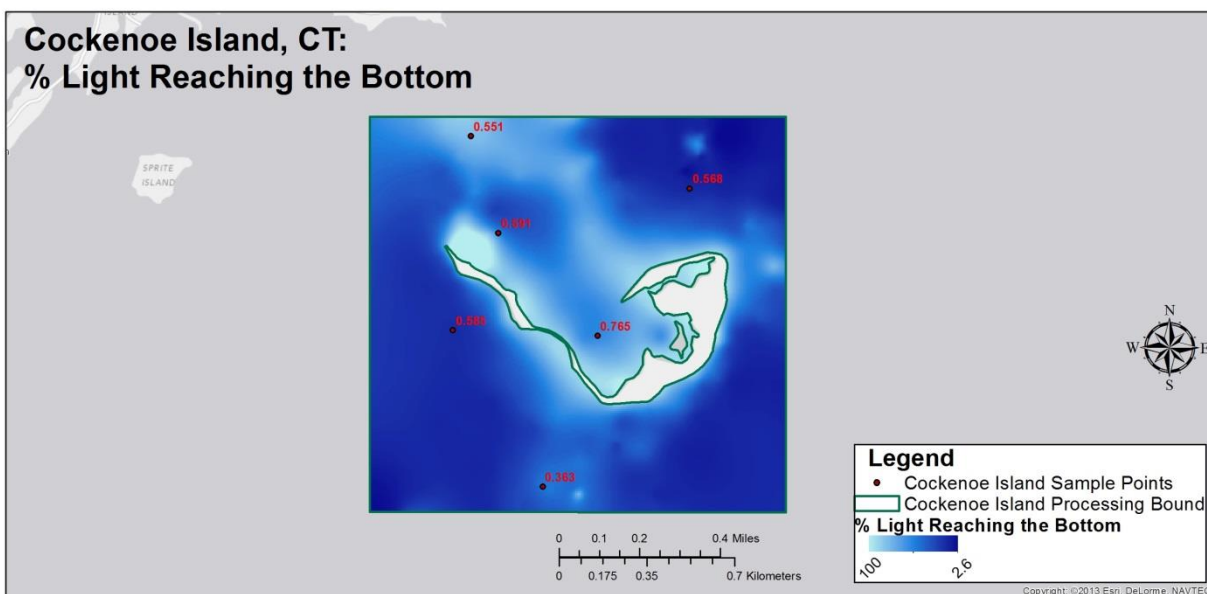 ISLAND
Cockenoe Island, CT:
% Light Reaching the Bottom
SPRITE
ISLAND
0.551
0.568
0.765
0.363
N
W E
S
0 0.1 0.2 0.4 Miles
0 0.175 0.35 0.7 Kilometers
Legend
Cockenoe Island Sample Points
Cockenoe Island Processing Bound
% Light Reaching the Bottom
100
2.6
Copyright: ©2013 Esri, DeLorme, NAVTEQ